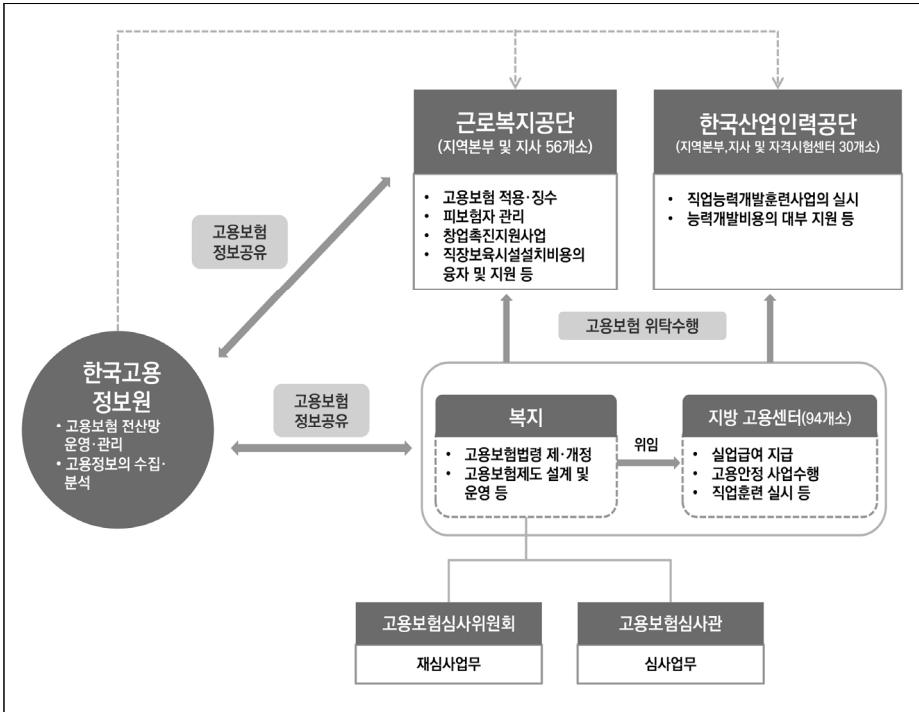 근로복지공단
(지역본부 및 지사 56개소)
• 고용보험 적용·징수
• 피보험자 관리
• 창업촉진지원사업
• 직장보육시설설치비용의
융자 및 지원 등
한국산업인력공단
(지역본부,지사 및 자격시험센터 30개소)
• 직업능력개발훈련사업의 실시
• 능력개발비용의 대부 지원 등
고용보험
정보공유
고용보험 위탁수행
한국고용
정보원
• 고용보험 전산망
운영·관리
• 고용정보의 수집·
분석
고용보험
정보공유
복지
• 고용보험법령 제·개정
• 고용보험제도 설계 및
운영 등
위임
지방 고용센터(94개소)
• 실업급여 지급
• 고용안정 사업수행
• 직업훈련 실시 등
고용보험심사위원회
재심사업무
고용보험심사관
심사업무